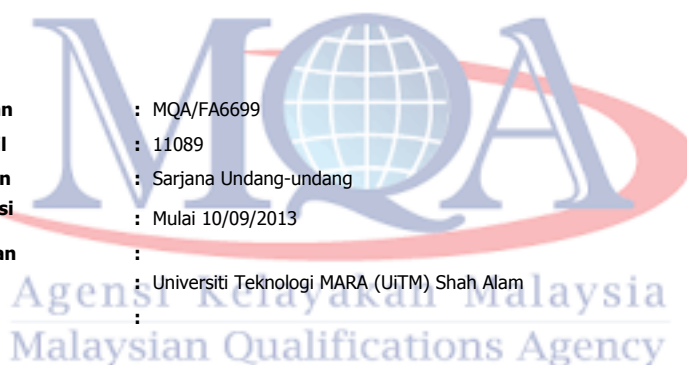 MQA
an : MQA/FA6699
l : 11089
n : Sarjana Undang-undang
si : Mulai 10/09/2013
an :
: Universiti Teknologi MARA (UiTM) Shah Alam
:
Agensi Kelayakan Malaysia
Malaysian Qualifications Agency